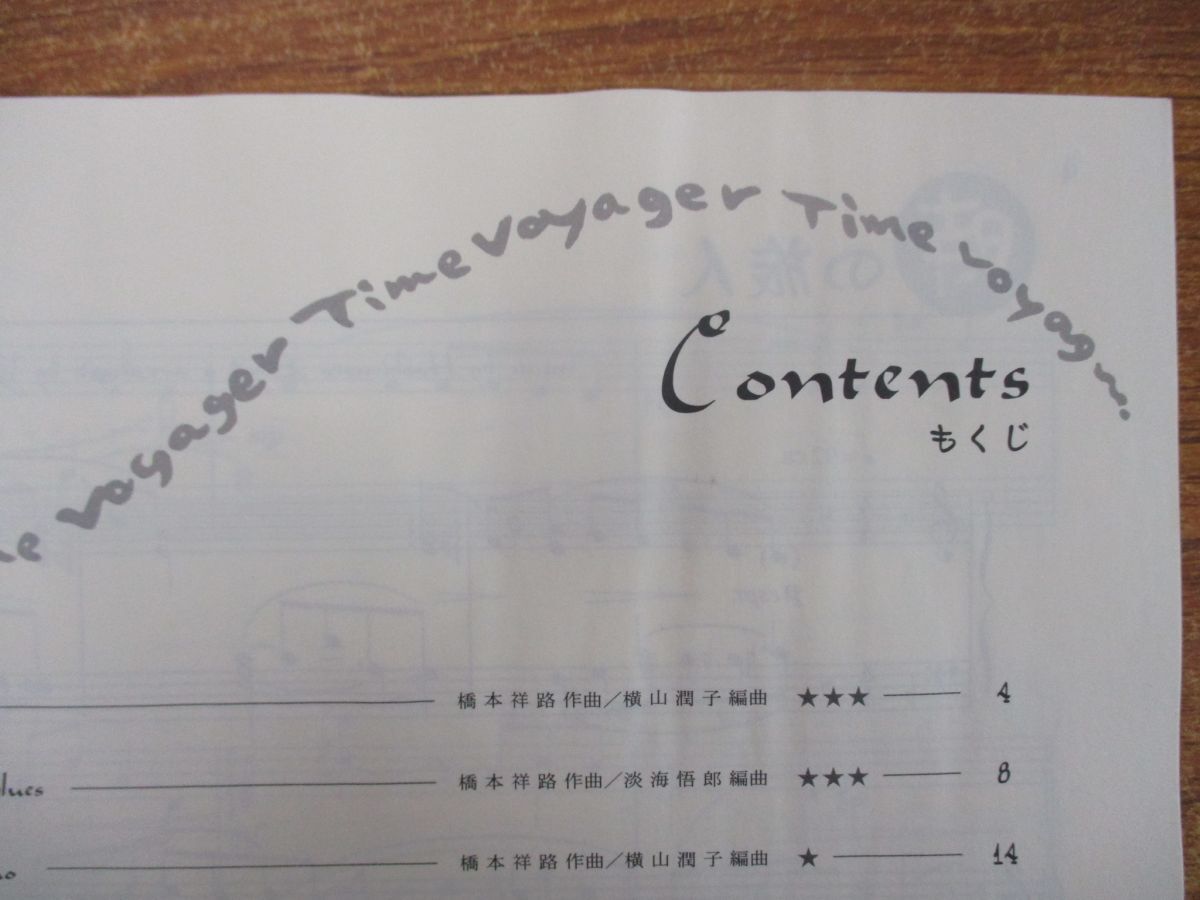 me voyager Time voyager Time voyager
Contents
もくじ
橋本祥路作曲／横山潤子編曲 ★★★ 4
lues 橋本祥路作曲／淡海悟郎編曲 ★★★ 8
no 橋本祥路作曲／横山潤子編曲 ★ 14
の旅人